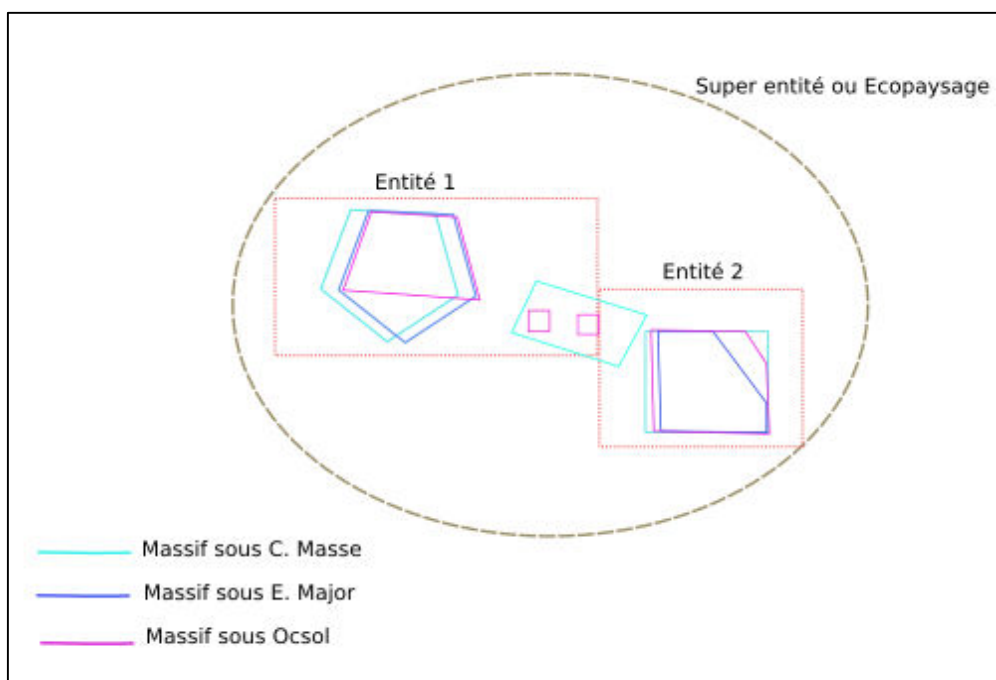 Super entité ou Ecopaysage
Entité 1
Entité 2
Massif sous C. Masse
Massif sous E. Major
Massif sous Ocsol